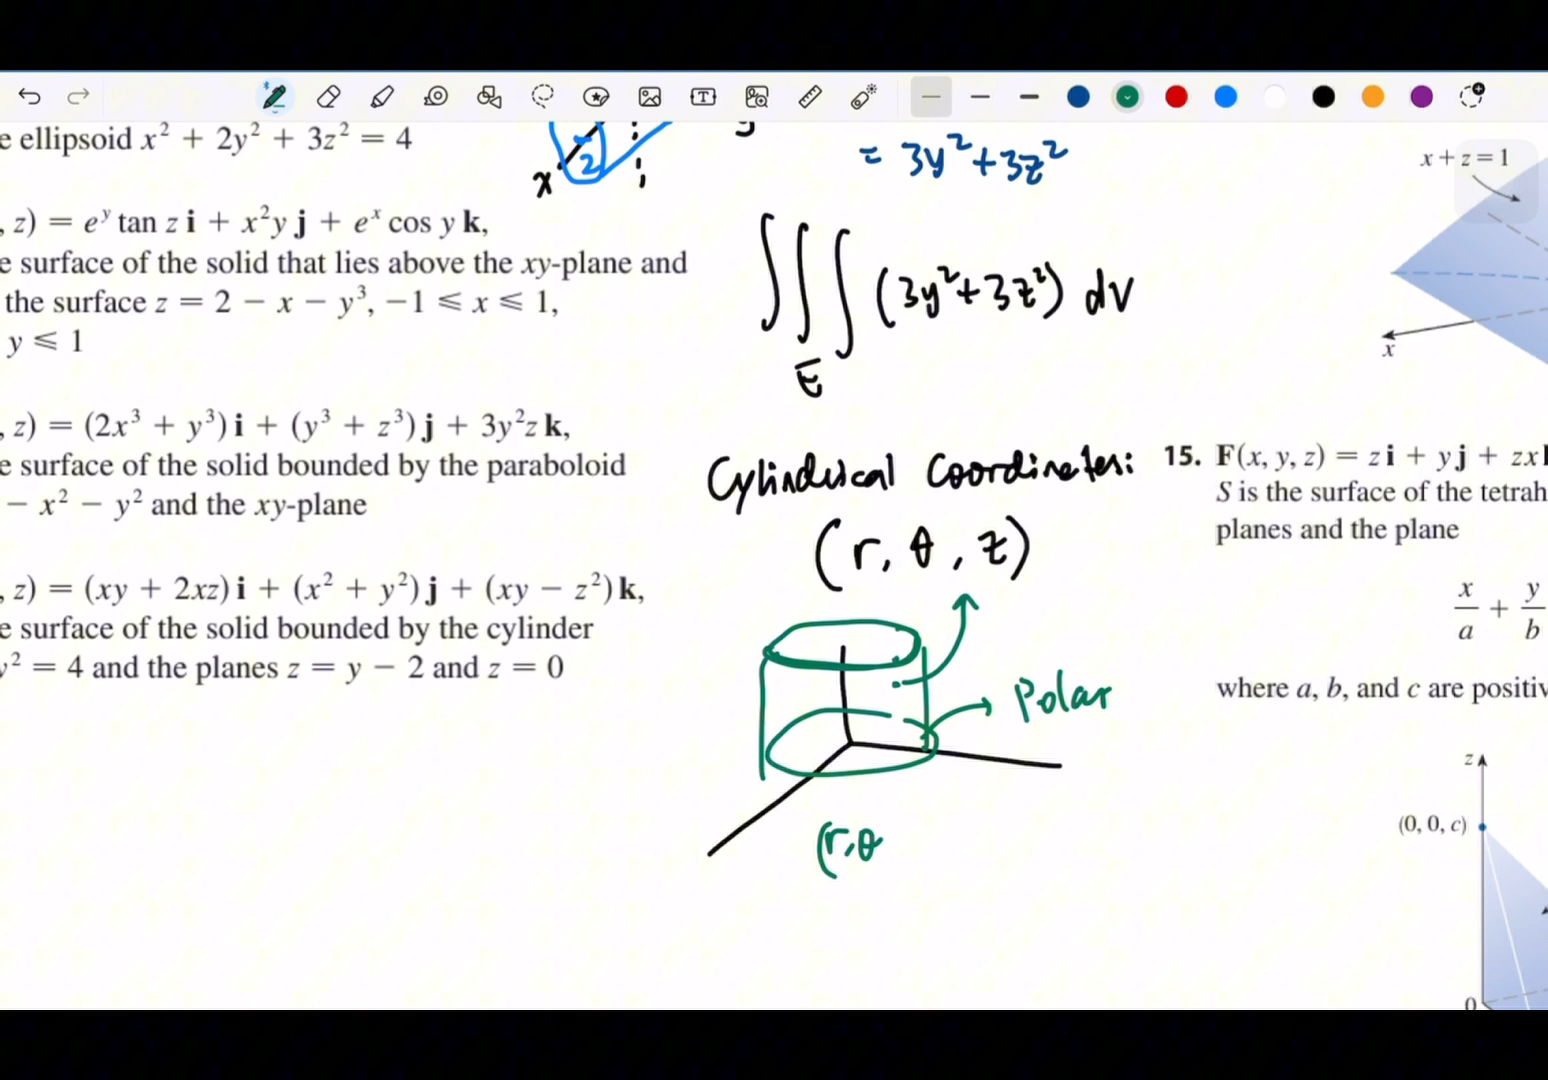 e ellipsoid x² + 2y² + 3z² = 4
, z) = eʸ tan z i + x²y j + eˣ cos y k,
e surface of the solid that lies above the xy-plane and
the surface z = 2 − x − y³, −1 ⩽ x ⩽ 1,
y ⩽ 1
, z) = (2x³ + y³) i + (y³ + z³) j + 3y²z k,
e surface of the solid bounded by the paraboloid
− x² − y² and the xy-plane
, z) = (xy + 2xz) i + (x² + y²) j + (xy − z²) k,
e surface of the solid bounded by the cylinder
y² = 4 and the planes z = y − 2 and z = 0
x
2
y
= 3y² + 3z²
∫∫∫ (3y² + 3z²) dV
E
Cylindrical Coordinates:
(r, θ, z)
Polar
(r, θ
x + z = 1
x
15. F(x, y, z) = z i + y j + zx
S is the surface of the tetrah
planes and the plane
x/a + y/b
where a, b, and c are positiv
z
(0, 0, c)
0